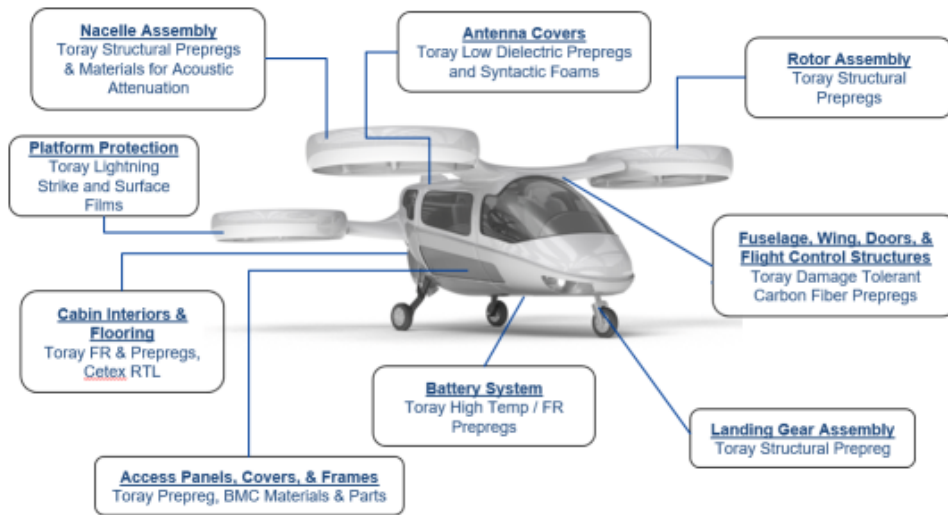 Nacelle Assembly
Toray Structural Prepregs
& Materials for Acoustic
Attenuation
Antenna Covers
Toray Low Dielectric Prepregs
and Syntactic Foams
Rotor Assembly
Toray Structural
Prepregs
Platform Protection
Toray Lightning
Strike and Surface
Films
Fuselage, Wing, Doors, &
Flight Control Structures
Toray Damage Tolerant
Carbon Fiber Prepregs
Cabin Interiors &
Flooring
Toray FR & Prepregs,
Cetex RTL
Battery System
Toray High Temp / FR
Prepregs
Landing Gear Assembly
Toray Structural Prepreg
Access Panels, Covers, & Frames
Toray Prepreg, BMC Materials & Parts